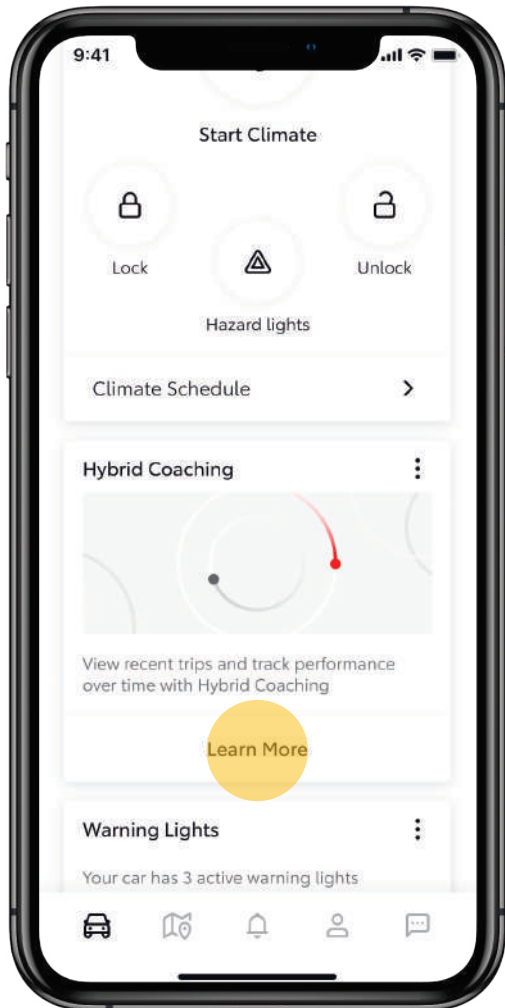 9:41
Start Climate
Lock
Unlock
Hazard lights
Climate Schedule
Hybrid Coaching
View recent trips and track performance
over time with Hybrid Coaching
Learn More
Warning Lights
Your car has 3 active warning lights